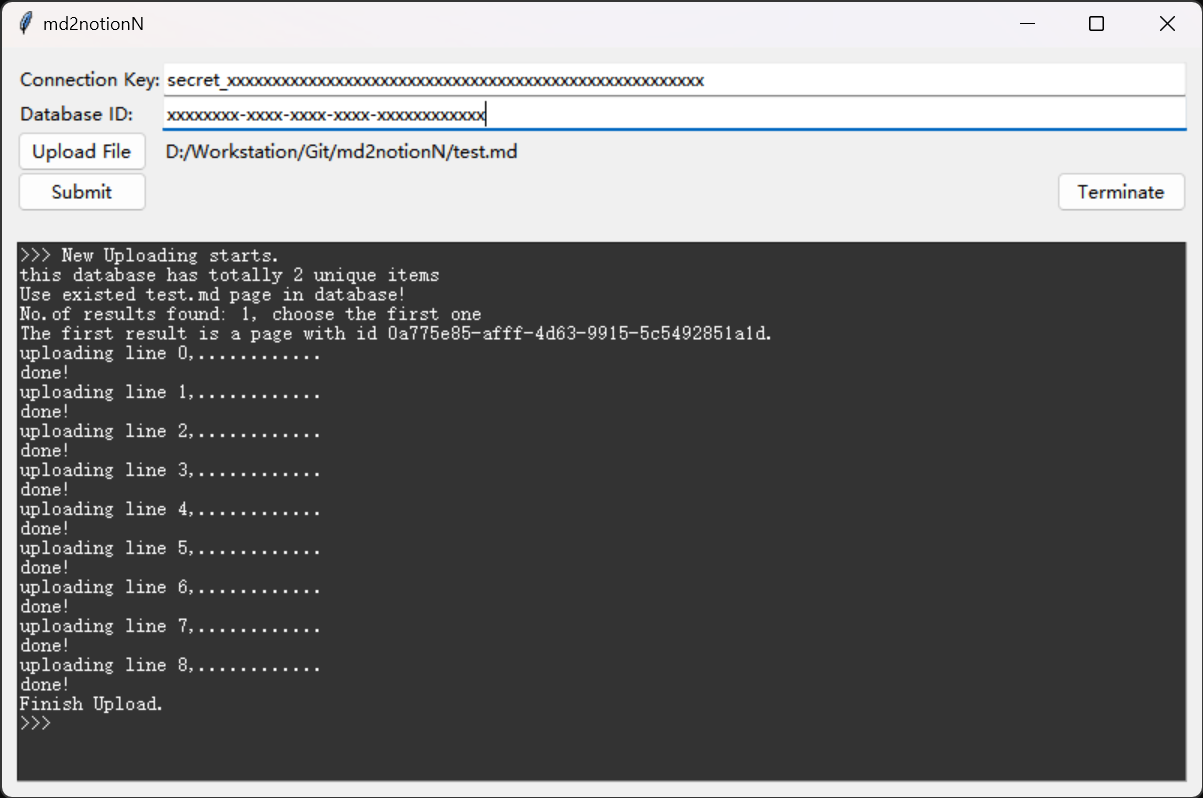 md2notionN
Connection Key: secret_xxxxxxxxxxxxxxxxxxxxxxxxxxxxxxxxxxxxxxxxxxxxxxxxxxxxx
Database ID: xxxxxxxx-xxxx-xxxx-xxxx-xxxxxxxxxxxx
Upload File D:/Workstation/Git/md2notionN/test.md
Submit Terminate
>>> New Uploading starts.
this database has totally 2 unique items
Use existed test.md page in database!
No.of results found: 1, choose the first one
The first result is a page with id 0a775e85-afff-4d63-9915-5c5492851a1d.
uploading line 0,............
done!
uploading line 1,............
done!
uploading line 2,............
done!
uploading line 3,............
done!
uploading line 4,............
done!
uploading line 5,............
done!
uploading line 6,............
done!
uploading line 7,............
done!
uploading line 8,............
done!
Finish Upload.
>>>